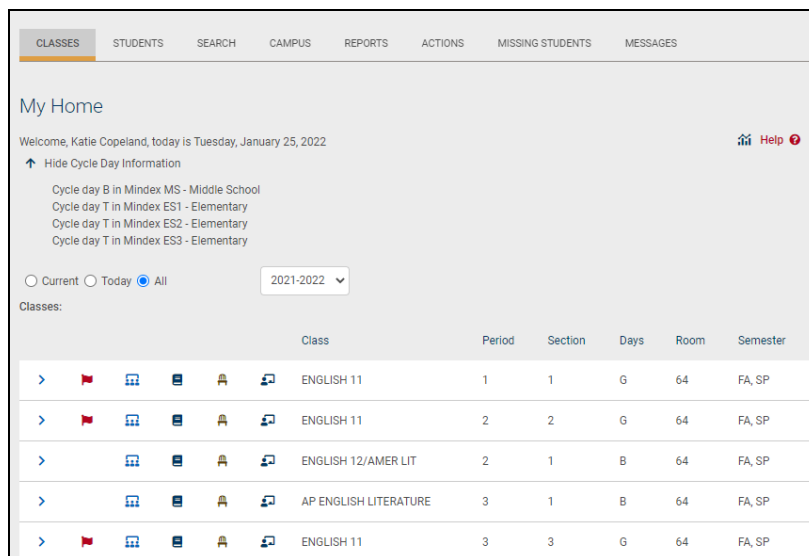 CLASSES STUDENTS SEARCH CAMPUS REPORTS ACTIONS MISSING STUDENTS MESSAGES
My Home
Welcome, Katie Copeland, today is Tuesday, January 25, 2022 Help ?
Hide Cycle Day Information
Cycle day B in Mindex MS - Middle School
Cycle day T in Mindex ES1 - Elementary
Cycle day T in Mindex ES2 - Elementary
Cycle day T in Mindex ES3 - Elementary
Current Today All 2021-2022
Classes:
Class Period Section Days Room Semester
ENGLISH 11 1 1 G 64 FA, SP
ENGLISH 11 2 2 G 64 FA, SP
ENGLISH 12/AMER LIT 2 1 B 64 FA, SP
AP ENGLISH LITERATURE 3 1 B 64 FA, SP
ENGLISH 11 3 3 G 64 FA, SP